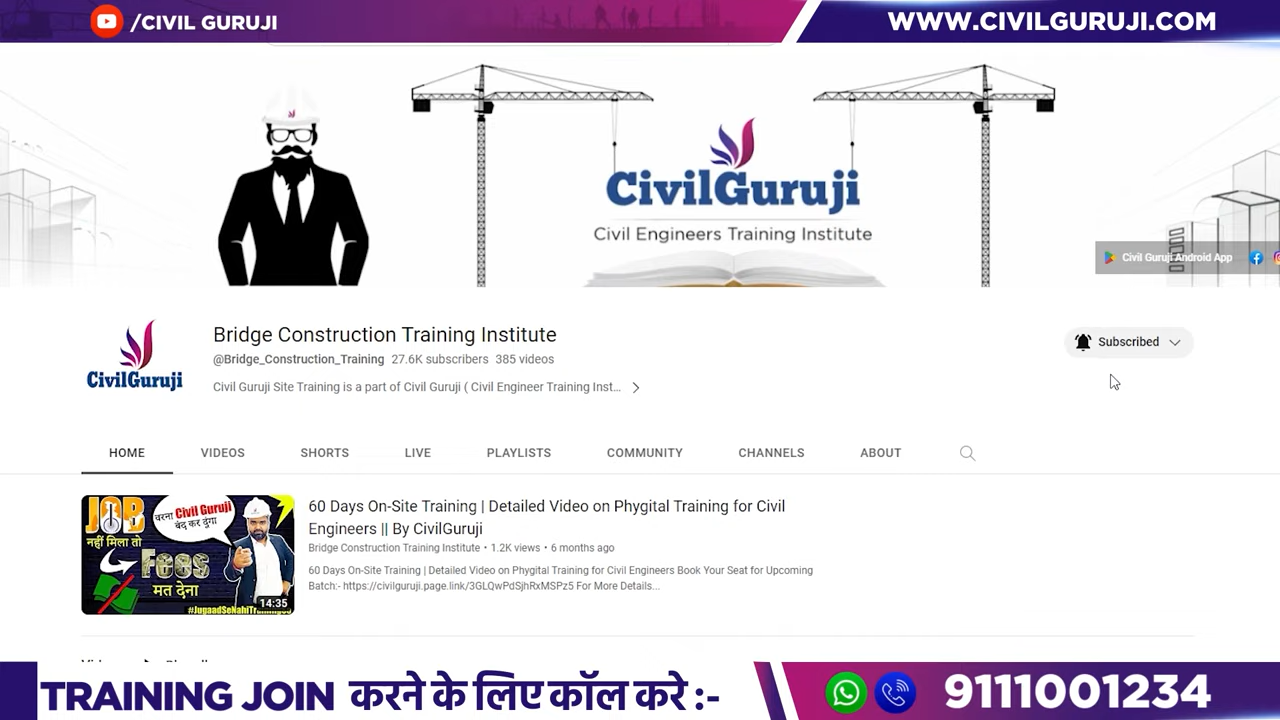 /CIVIL GURUJI
WWW.CIVILGURUJI.COM
CivilGuruji
Civil Engineers Training Institute
Civil Guruji Android App
CivilGuruji
Bridge Construction Training Institute
@Bridge_Construction_Training 27.6K subscribers 385 videos
Civil Guruji Site Training is a part of Civil Guruji ( Civil Engineer Training Inst...
Subscribed
HOME VIDEOS SHORTS LIVE PLAYLISTS COMMUNITY CHANNELS ABOUT
JOB
नहीं मिला तो
Fees
मत देना
वरना Civil Guruji
बंद कर दुंगा
14:35
60 Days On-Site Training | Detailed Video on Phygital Training for Civil
Engineers || By CivilGuruji
Bridge Construction Training Institute • 1.2K views • 6 months ago
60 Days On-Site Training | Detailed Video on Phygital Training for Civil Engineers Book Your Seat for Upcoming
Batch:- https://civilguruji.page.link/3GLQwPdSjhRxMSPz5 For More Details...
TRAINING JOIN करने के लिए कॉल करे :-
9111001234